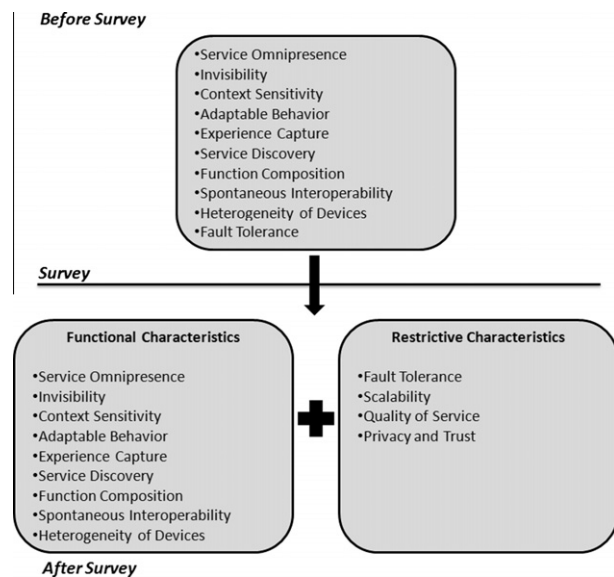 Before Survey
•Service Omnipresence
•Invisibility
•Context Sensitivity
•Adaptable Behavior
•Experience Capture
•Service Discovery
•Function Composition
•Spontaneous Interoperability
•Heterogeneity of Devices
•Fault Tolerance
Survey
Functional Characteristics
•Service Omnipresence
•Invisibility
•Context Sensitivity
•Adaptable Behavior
•Experience Capture
•Service Discovery
•Function Composition
•Spontaneous Interoperability
•Heterogeneity of Devices
Restrictive Characteristics
•Fault Tolerance
•Scalability
•Quality of Service
•Privacy and Trust
After Survey